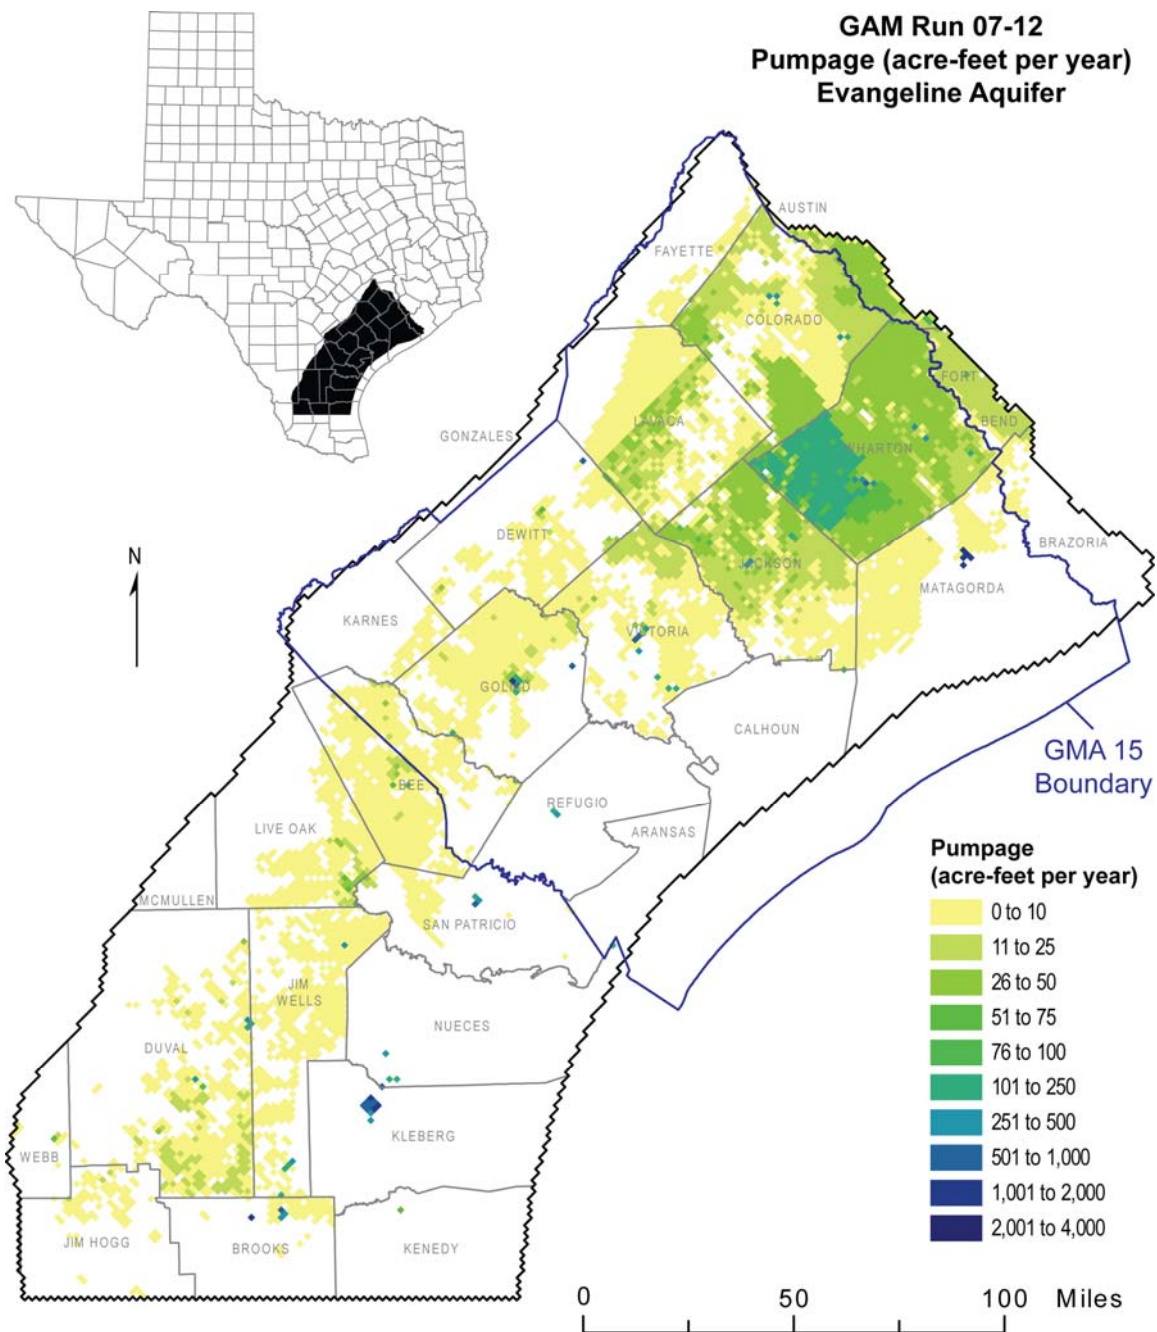 GAM Run 07-12
Pumpage (acre-feet per year)
Evangeline Aquifer
AUSTIN
FAYETTE
COLORADO
FORT
BEND
LAVACA
GONZALES
WHARTON
DEWITT
BRAZORIA
JACKSON
MATAGORDA
N
KARNES
VICTORIA
GOLIAD
CALHOUN
GMA 15
Boundary
BEE
REFUGIO
LIVE OAK
ARANSAS
MCMULLEN
SAN PATRICIO
JIM
WELLS
NUECES
DUVAL
KLEBERG
WEBB
JIM HOGG
BROOKS
KENEDY
Pumpage
(acre-feet per year)
0 to 10
11 to 25
26 to 50
51 to 75
76 to 100
101 to 250
251 to 500
501 to 1,000
1,001 to 2,000
2,001 to 4,000
0 50 100 Miles